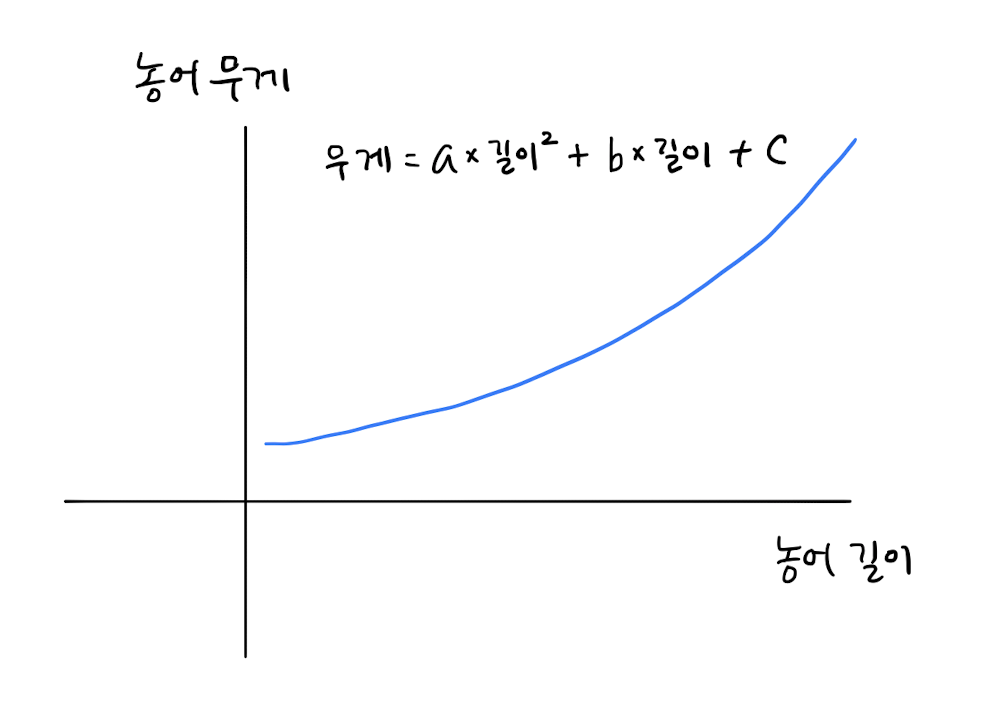 농어 무게
무게 = a × 길이² + b × 길이 + c
농어 길이